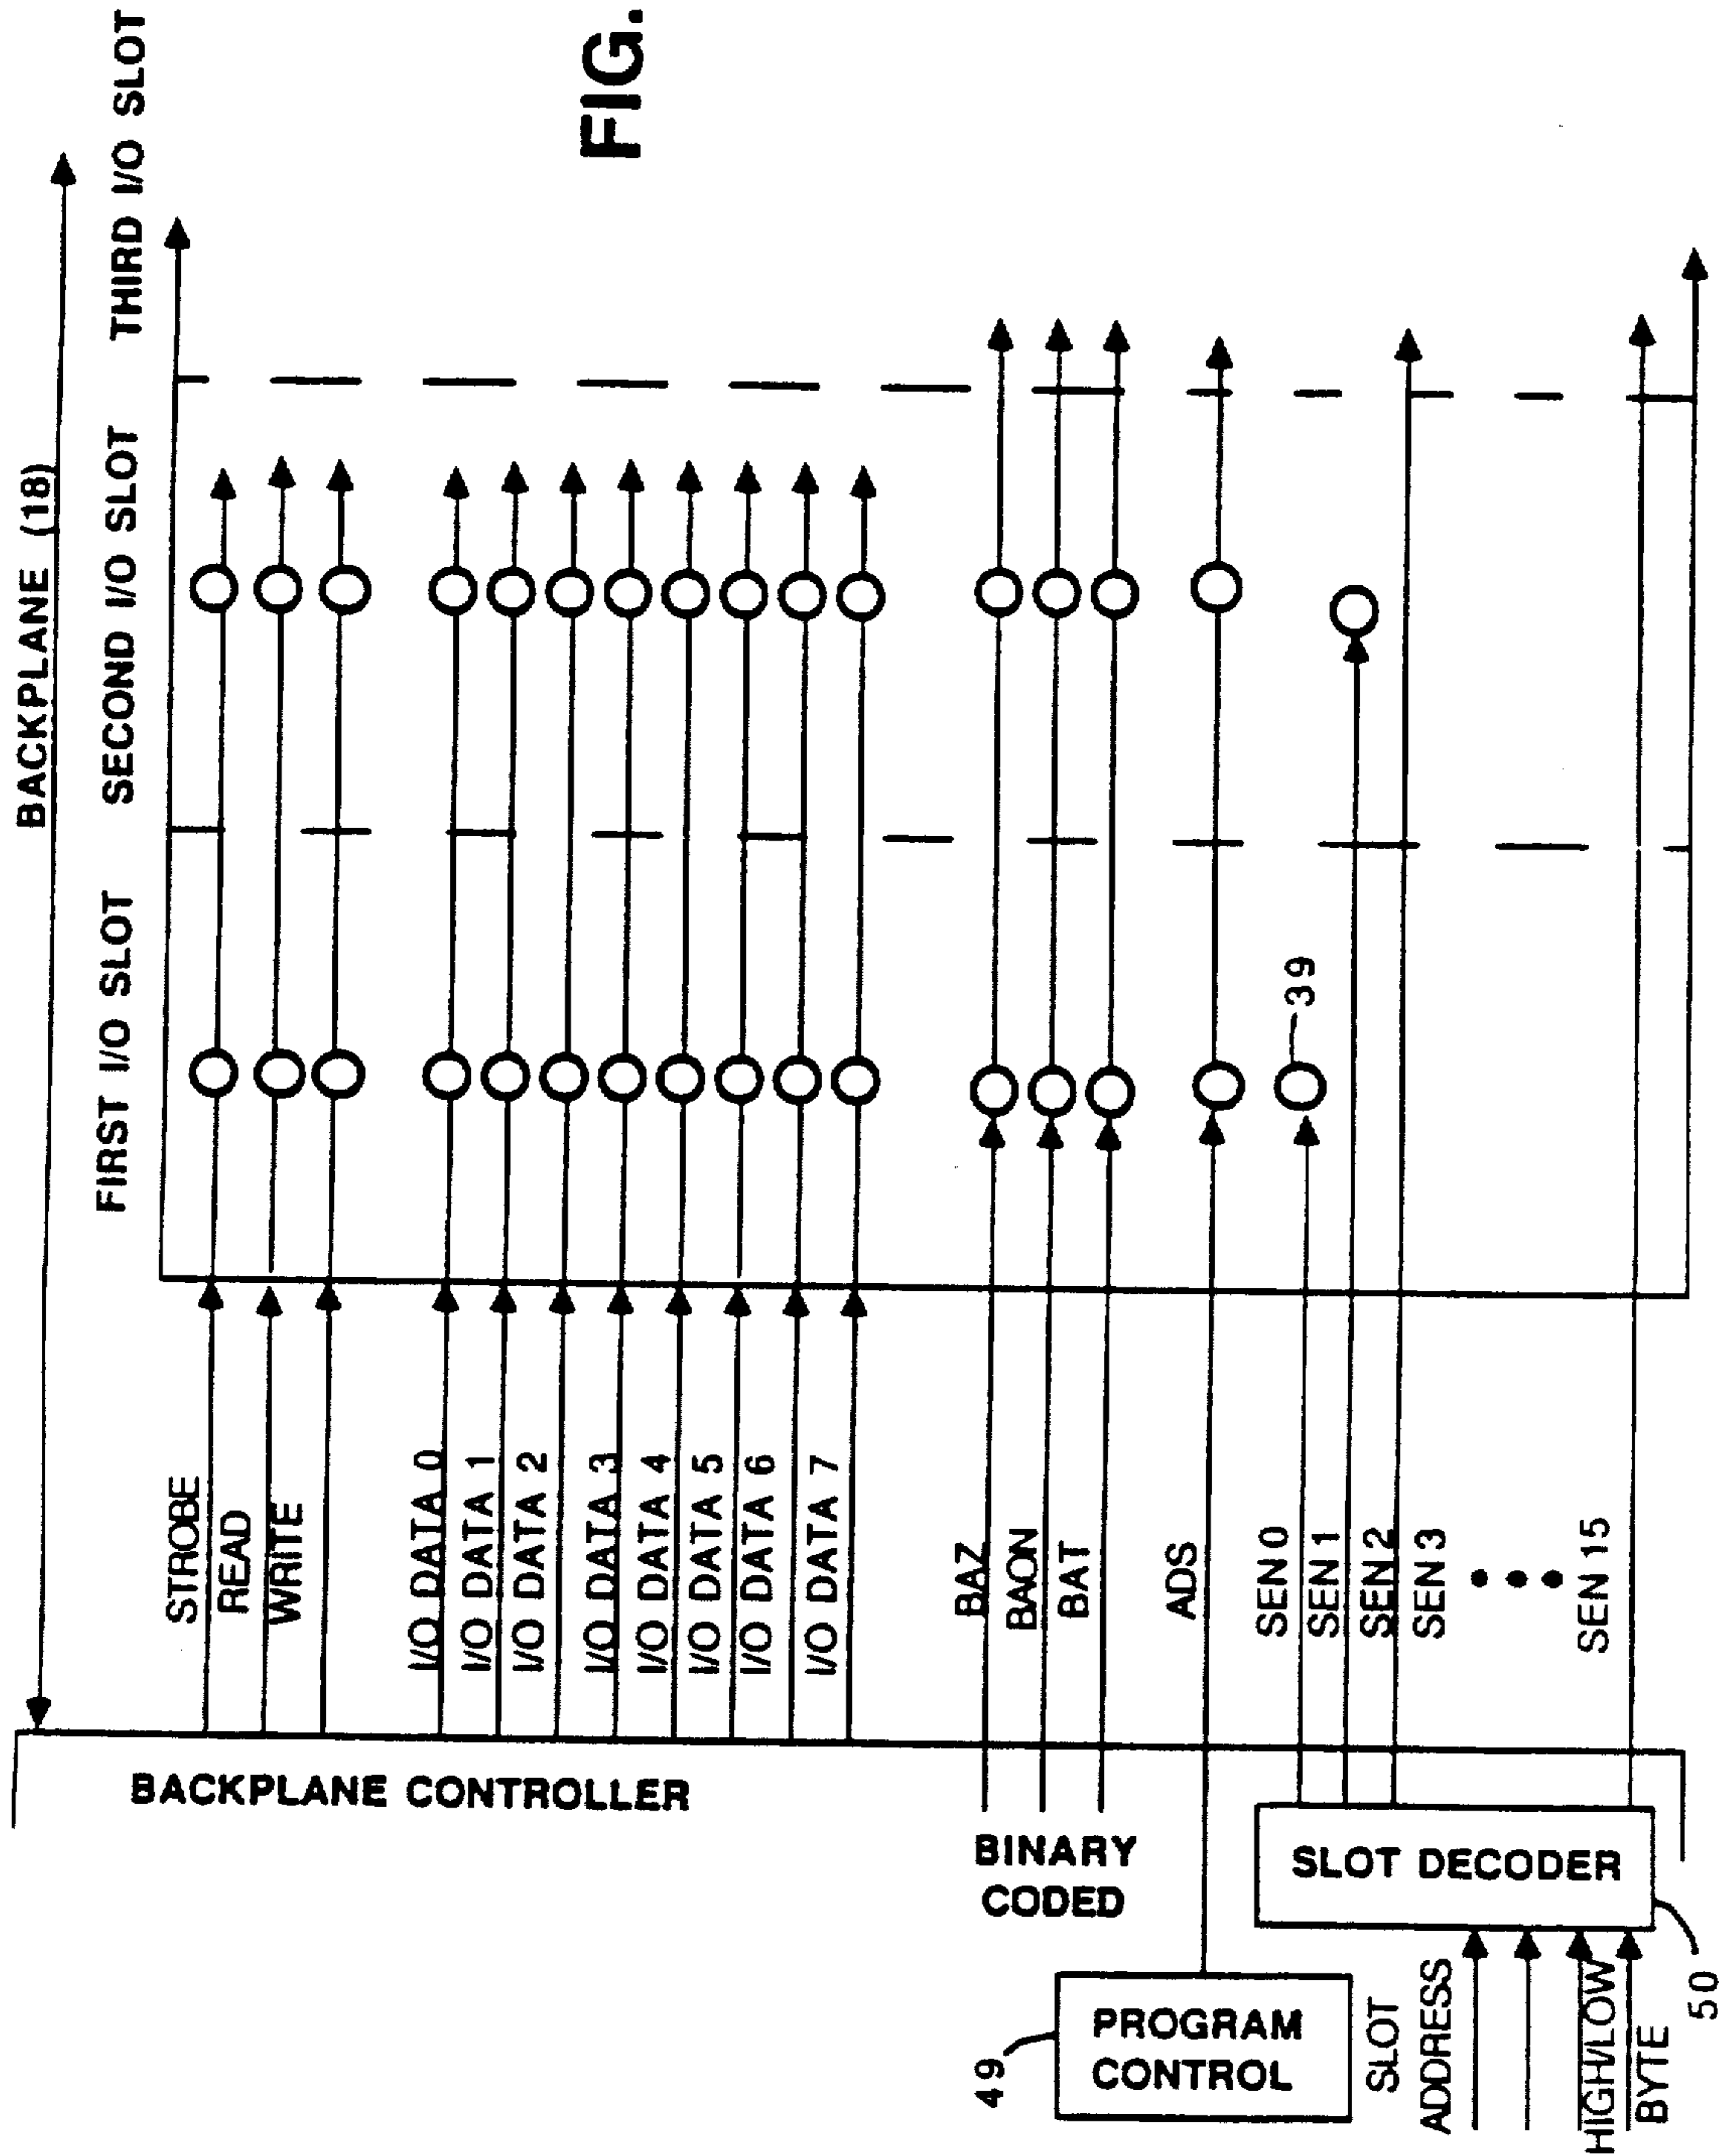 BACKPLANE (18)
FIRST I/O SLOT
SECOND I/O SLOT
THIRD I/O SLOT
FIG.
BACKPLANE CONTROLLER
STROBE
READ
WRITE
I/O DATA 0
I/O DATA 1
I/O DATA 2
I/O DATA 3
I/O DATA 4
I/O DATA 5
I/O DATA 6
I/O DATA 7
BINARY
CODED
BAZ
BAON
BAT
49
PROGRAM
CONTROL
ADS
39
SLOT
ADDRESS
HIGH/LOW
BYTE
SLOT DECODER
50
SEN 0
SEN 1
SEN 2
SEN 3
SEN 15